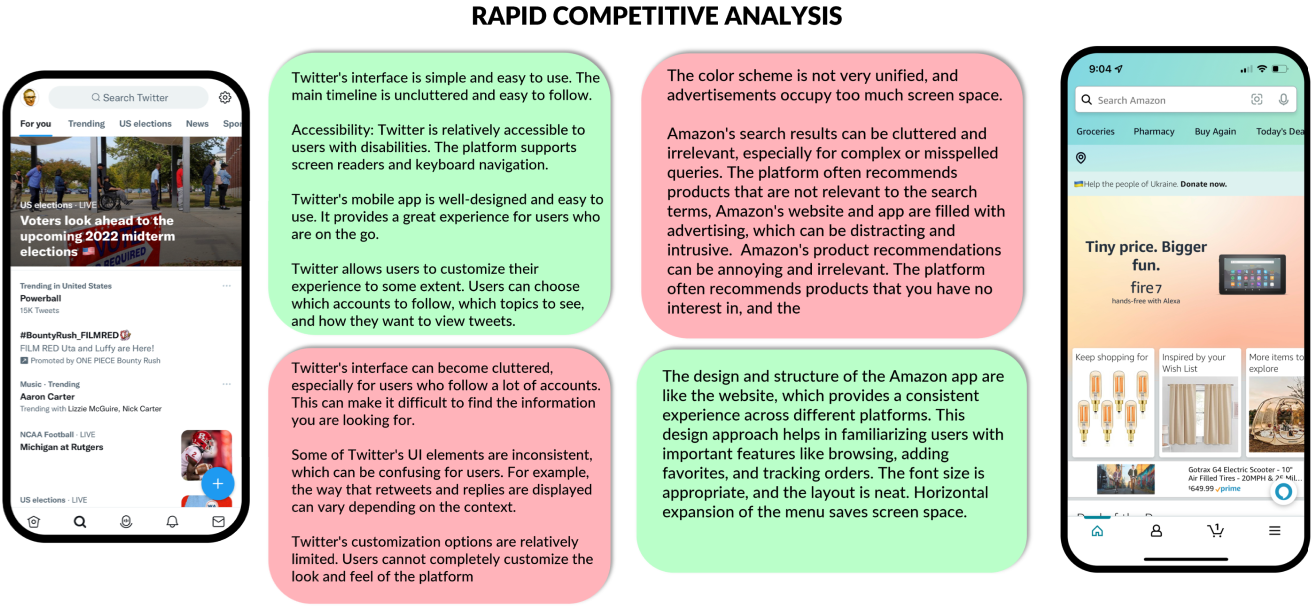 RAPID COMPETITIVE ANALYSIS
Search Twitter
For you Trending US elections News Spor
US elections · LIVE
Voters look ahead to the
upcoming 2022 midterm
elections 🇺🇸
REQUIRED
Trending in United States
Powerball
15K Tweets
#BountyRush_FILMRED
FILM RED Uta and Luffy are Here!
Promoted by ONE PIECE Bounty Rush
Music · Trending
Aaron Carter
Trending with Lizzie McGuire, Nick Carter
NCAA Football · LIVE
Michigan at Rutgers
US elections · LIVE
Twitter's interface is simple and easy to use. The
main timeline is uncluttered and easy to follow.
Accessibility: Twitter is relatively accessible to
users with disabilities. The platform supports
screen readers and keyboard navigation.
Twitter's mobile app is well-designed and easy to
use. It provides a great experience for users who
are on the go.
Twitter allows users to customize their
experience to some extent. Users can choose
which accounts to follow, which topics to see,
and how they want to view tweets.
Twitter's interface can become cluttered,
especially for users who follow a lot of accounts.
This can make it difficult to find the information
you are looking for.
Some of Twitter's UI elements are inconsistent,
which can be confusing for users. For example,
the way that retweets and replies are displayed
can vary depending on the context.
Twitter's customization options are relatively
limited. Users cannot completely customize the
look and feel of the platform
The color scheme is not very unified, and
advertisements occupy too much screen space.
Amazon's search results can be cluttered and
irrelevant, especially for complex or misspelled
queries. The platform often recommends
products that are not relevant to the search
terms, Amazon's website and app are filled with
advertising, which can be distracting and
intrusive. Amazon's product recommendations
can be annoying and irrelevant. The platform
often recommends products that you have no
interest in, and the
The design and structure of the Amazon app are
like the website, which provides a consistent
experience across different platforms. This
design approach helps in familiarizing users with
important features like browsing, adding
favorites, and tracking orders. The font size is
appropriate, and the layout is neat. Horizontal
expansion of the menu saves screen space.
9:04
Search Amazon
Groceries Pharmacy Buy Again Today's Dea
Help the people of Ukraine. Donate now.
Tiny price. Bigger
fun.
fire 7
hands-free with Alexa
Keep shopping for
Inspired by your
Wish List
More items to
explore
Gotrax G4 Electric Scooter - 10"
Air Filled Tires - 20MPH & 25 Mil...
$649.99 prime
1